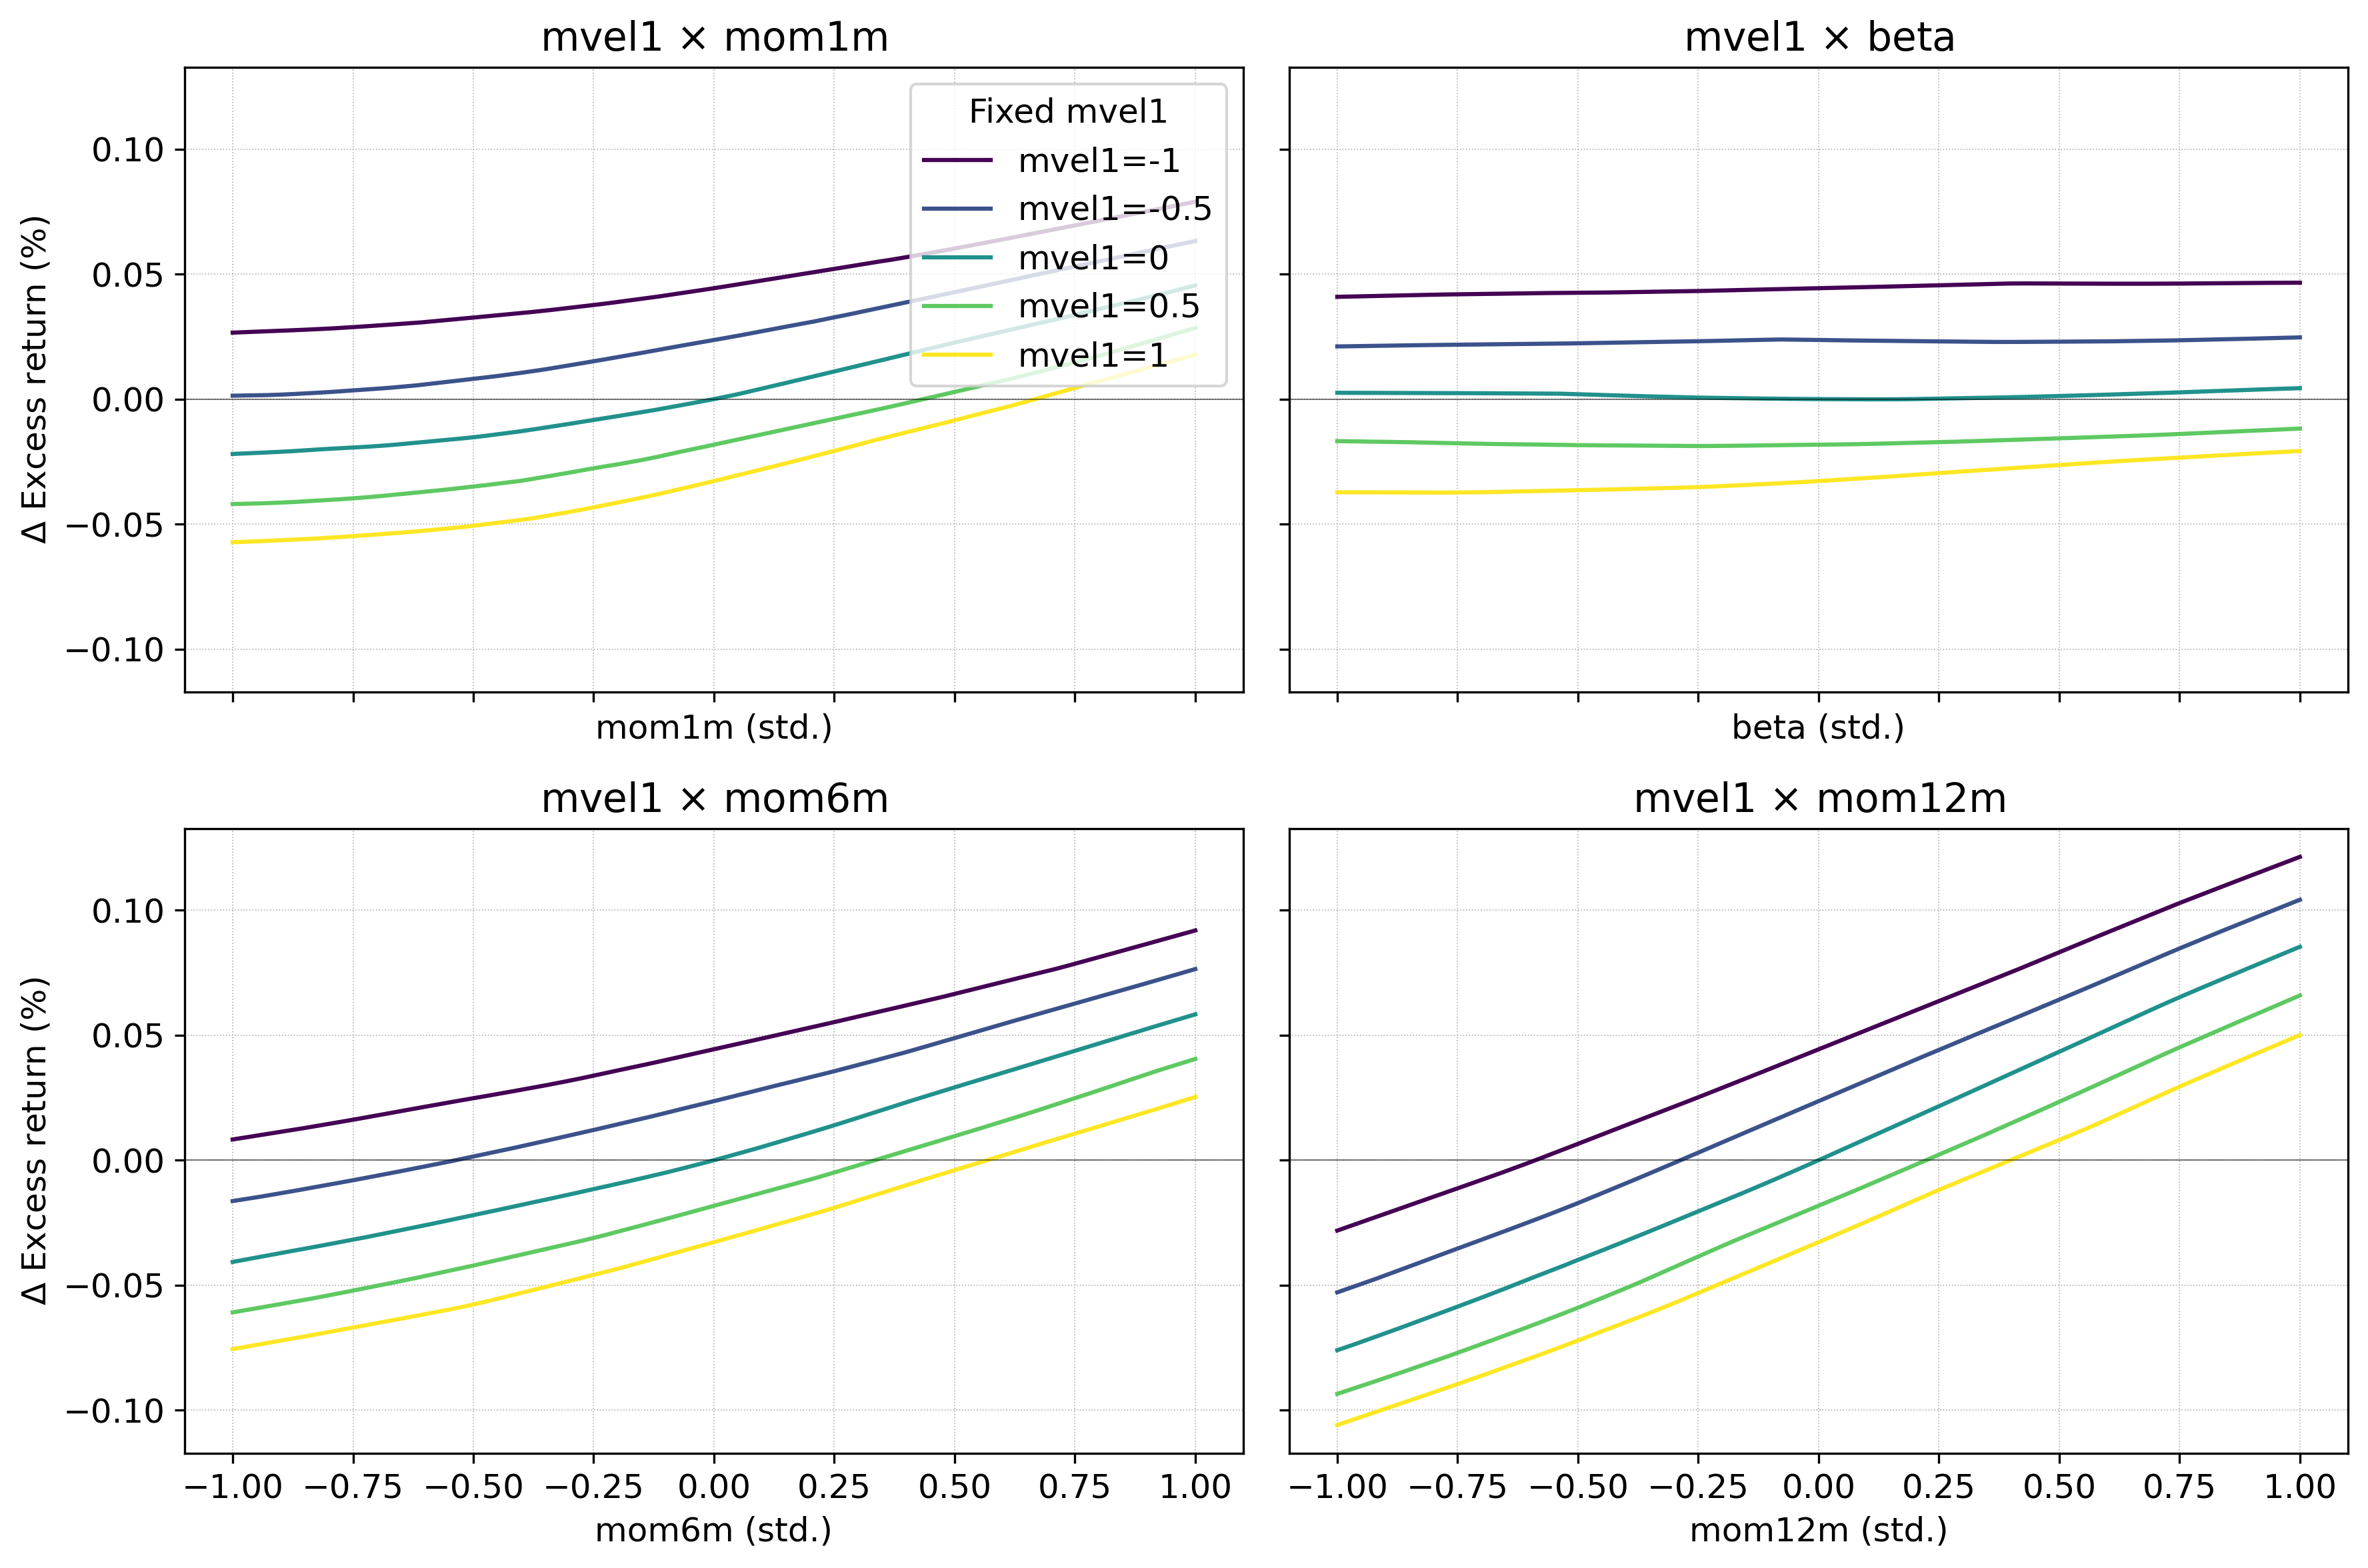 mvel1 × mom1m
mvel1 × beta
Δ Excess return (%)
0.10
0.05
0.00
−0.05
−0.10
Fixed mvel1
mvel1=-1
mvel1=-0.5
mvel1=0
mvel1=0.5
mvel1=1
mom1m (std.)
beta (std.)
mvel1 × mom6m
mvel1 × mom12m
Δ Excess return (%)
0.10
0.05
0.00
−0.05
−0.10
−1.00 −0.75 −0.50 −0.25 0.00 0.25 0.50 0.75 1.00
−1.00 −0.75 −0.50 −0.25 0.00 0.25 0.50 0.75 1.00
mom6m (std.)
mom12m (std.)